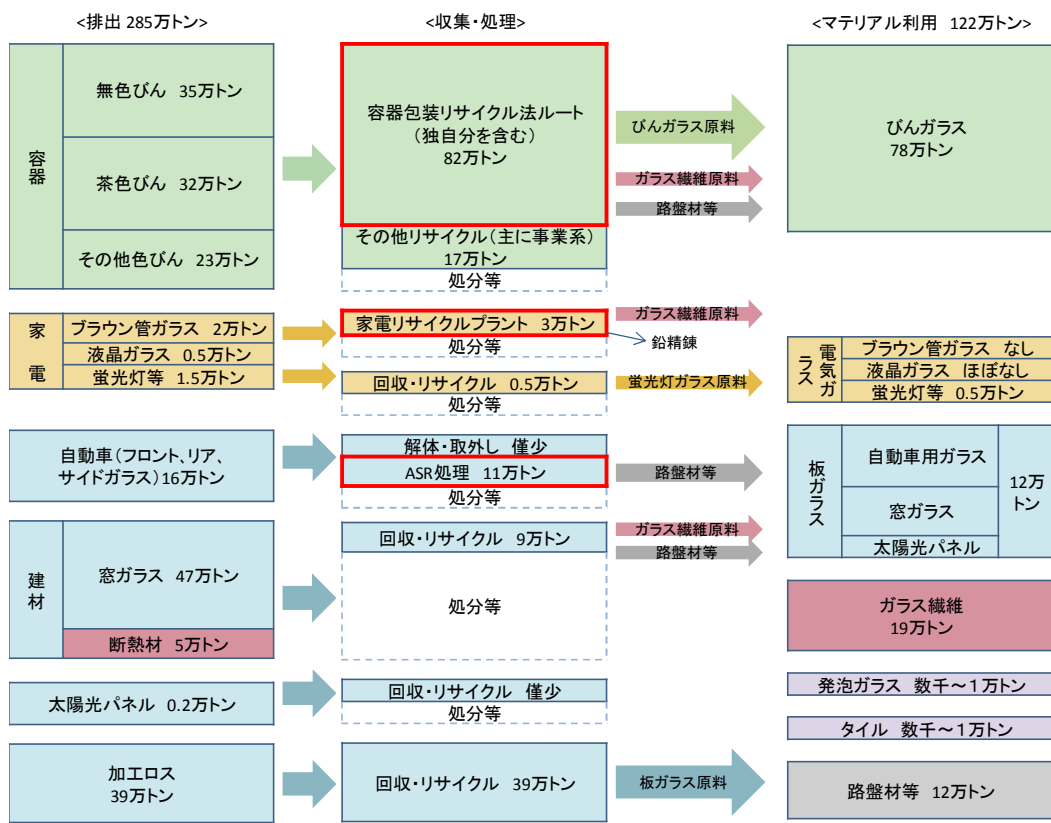 <排出 285万トン>
<収集・処理>
<マテリアル利用 122万トン>
容器
無色びん 35万トン
茶色びん 32万トン
その他色びん 23万トン
容器包装リサイクル法ルート
(独自分を含む)
82万トン
その他リサイクル(主に事業系)
17万トン
処分等
びんガラス原料
ガラス繊維原料
路盤材等
びんガラス
78万トン
家電
ブラウン管ガラス 2万トン
液晶ガラス 0.5万トン
蛍光灯等 1.5万トン
家電リサイクルプラント 3万トン
処分等
回収・リサイクル 0.5万トン
処分等
ガラス繊維原料
鉛精錬
蛍光灯ガラス原料
電気ガラス
ブラウン管ガラス なし
液晶ガラス ほぼなし
蛍光灯等 0.5万トン
自動車(フロント、リア、
サイドガラス)16万トン
解体・取外し 僅少
ASR処理 11万トン
処分等
路盤材等
板ガラス
自動車用ガラス
窓ガラス
太陽光パネル
12万
トン
建材
窓ガラス 47万トン
断熱材 5万トン
回収・リサイクル 9万トン
処分等
ガラス繊維原料
路盤材等
ガラス繊維
19万トン
太陽光パネル 0.2万トン
回収・リサイクル 僅少
処分等
発泡ガラス 数千～1万トン
タイル 数千～1万トン
加工ロス
39万トン
回収・リサイクル 39万トン
板ガラス原料
路盤材等 12万トン